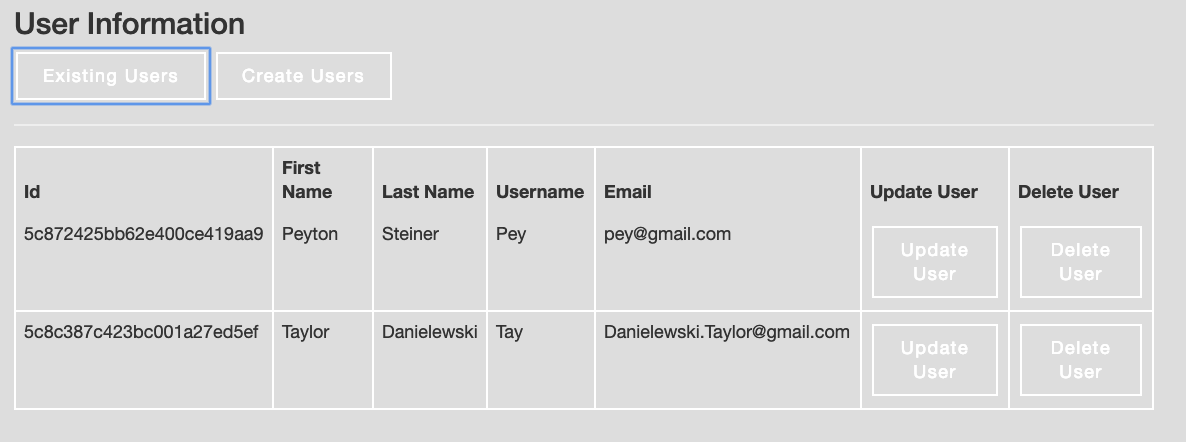 User Information
Existing Users Create Users
Id First Name Last Name Username Email Update User Delete User
5c872425bb62e400ce419aa9 Peyton Steiner Pey pey@gmail.com Update User Delete User
5c8c387c423bc001a27ed5ef Taylor Danielewski Tay Danielewski.Taylor@gmail.com Update User Delete User